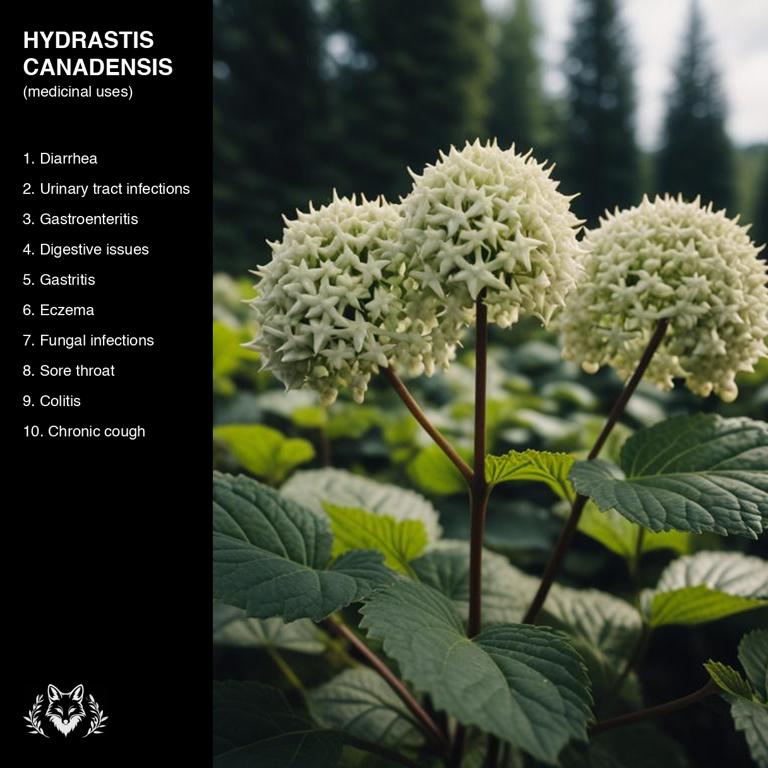 HYDRASTIS
CANADENSIS
(medicinal uses)
1. Diarrhea
2. Urinary tract infections
3. Gastroenteritis
4. Digestive issues
5. Gastritis
6. Eczema
7. Fungal infections
8. Sore throat
9. Colitis
10. Chronic cough